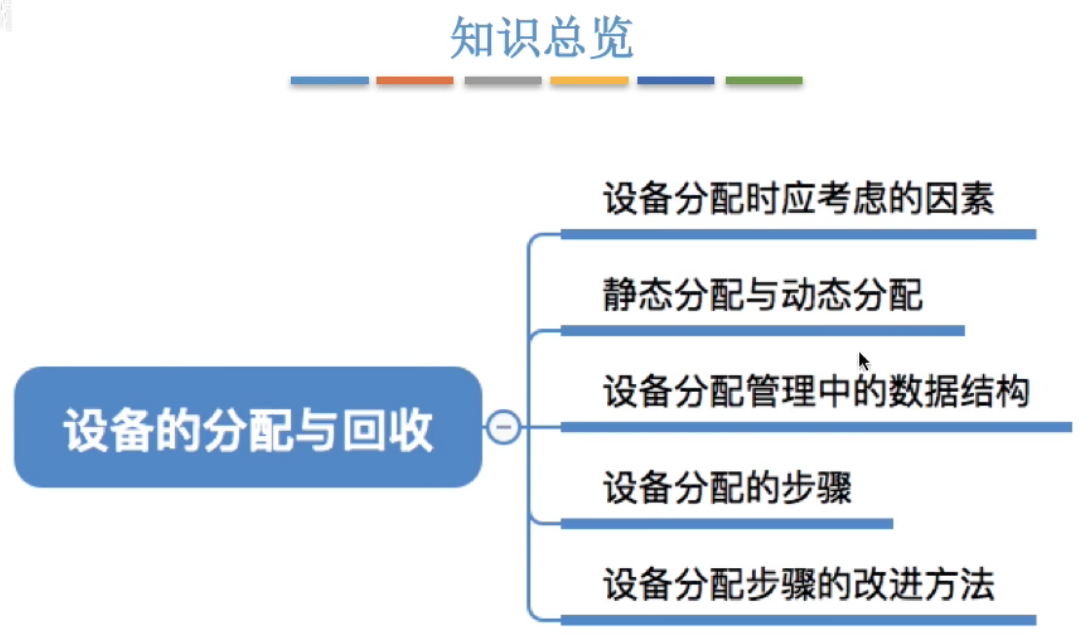 知识总览
设备分配时应考虑的因素
静态分配与动态分配
设备分配管理中的数据结构
设备的分配与回收
设备分配的步骤
设备分配步骤的改进方法